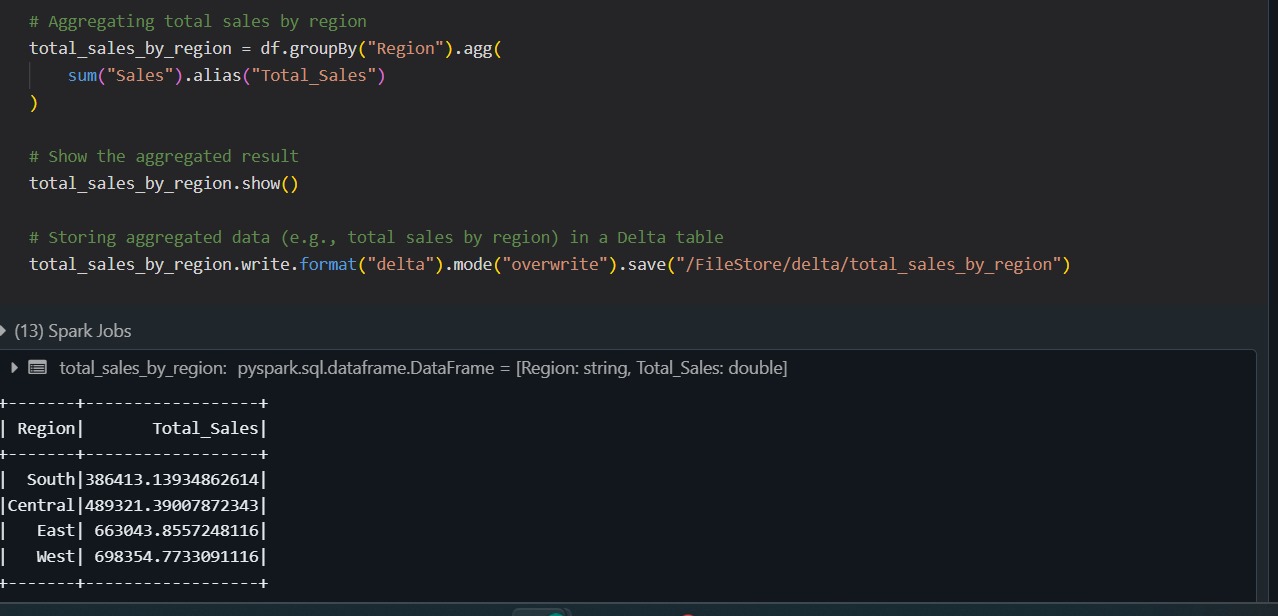 # Aggregating total sales by region
total_sales_by_region = df.groupBy("Region").agg(
    sum("Sales").alias("Total_Sales")
)
# Show the aggregated result
total_sales_by_region.show()
# Storing aggregated data (e.g., total sales by region) in a Delta table
total_sales_by_region.write.format("delta").mode("overwrite").save("/FileStore/delta/total_sales_by_region")
(13) Spark Jobs
total_sales_by_region: pyspark.sql.dataframe.DataFrame = [Region: string, Total_Sales: double]
+-------+------------------+
| Region|       Total_Sales|
+-------+------------------+
|  South|386413.13934862614|
|Central|489321.39007872343|
|   East| 663043.8557248116|
|   West| 698354.7733091116|
+-------+------------------+